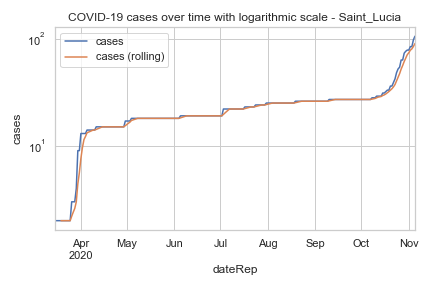 COVID-19 cases over time with logarithmic scale - Saint_Lucia
cases
cases (rolling)
10²
10¹
cases
Apr
2020
May
Jun
Jul
Aug
Sep
Oct
Nov
dateRep